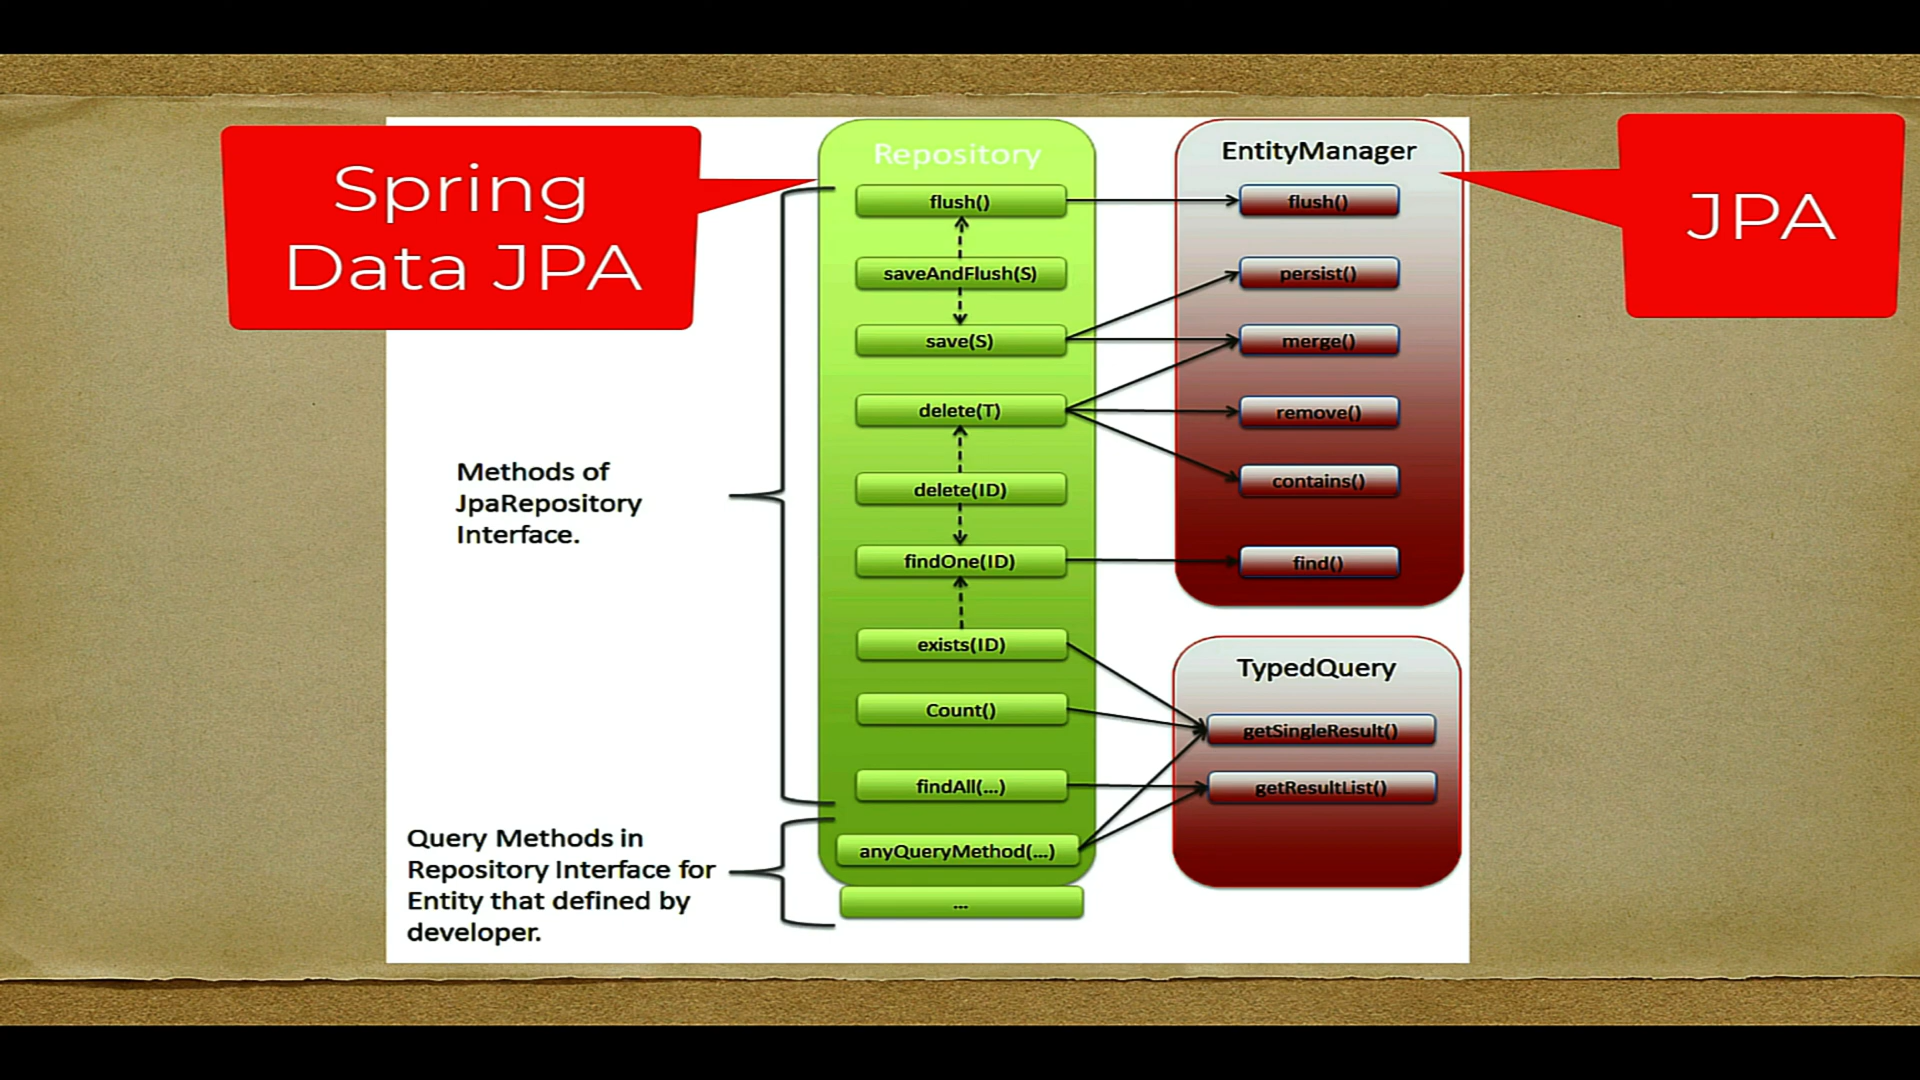 Spring
Data JPA
JPA
Repository
flush()
saveAndFlush(S)
save(S)
delete(T)
delete(ID)
findOne(ID)
exists(ID)
Count()
findAll(...)
anyQueryMethod(...)
...
EntityManager
flush()
persist()
merge()
remove()
contains()
find()
TypedQuery
getSingleResult()
getResultList()
Methods of
JpaRepository
Interface.
Query Methods in
Repository Interface for
Entity that defined by
developer.